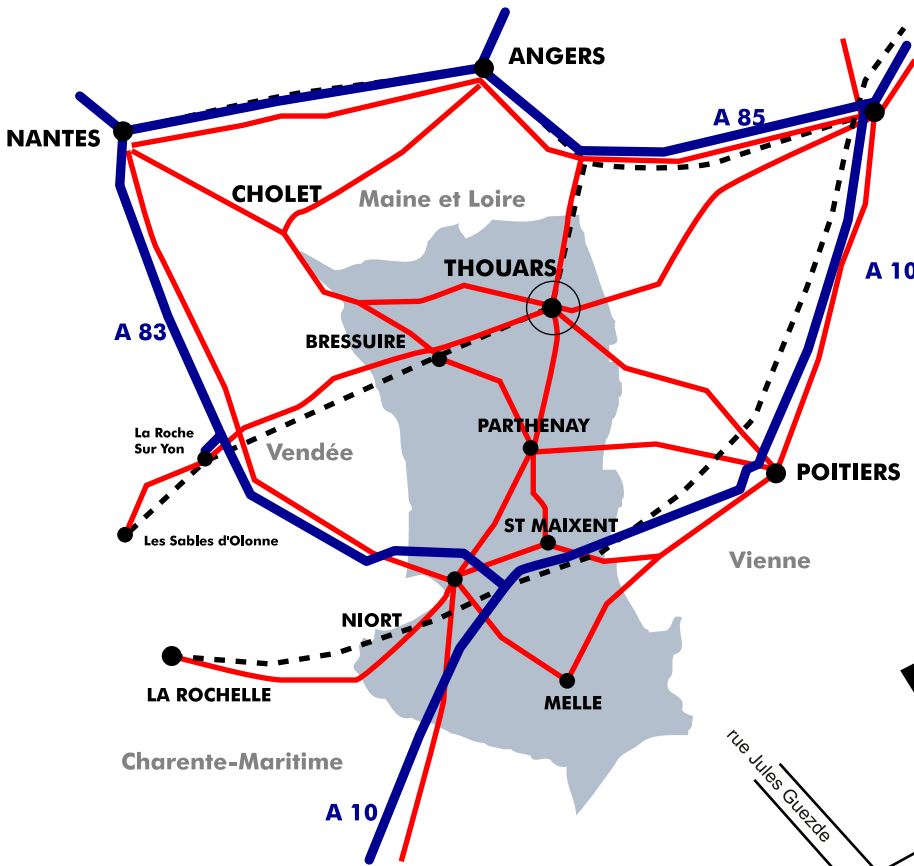 ANGERS
A 85
NANTES
CHOLET
Maine et Loire
THOUARS
A 10
A 83
BRESSUIRE
PARTHENAY
La Roche
Sur Yon
Vendée
POITIERS
ST MAIXENT
Les Sables d'Olonne
Vienne
NIORT
LA ROCHELLE
MELLE
Charente-Maritime
A 10
rue Jules Guezde